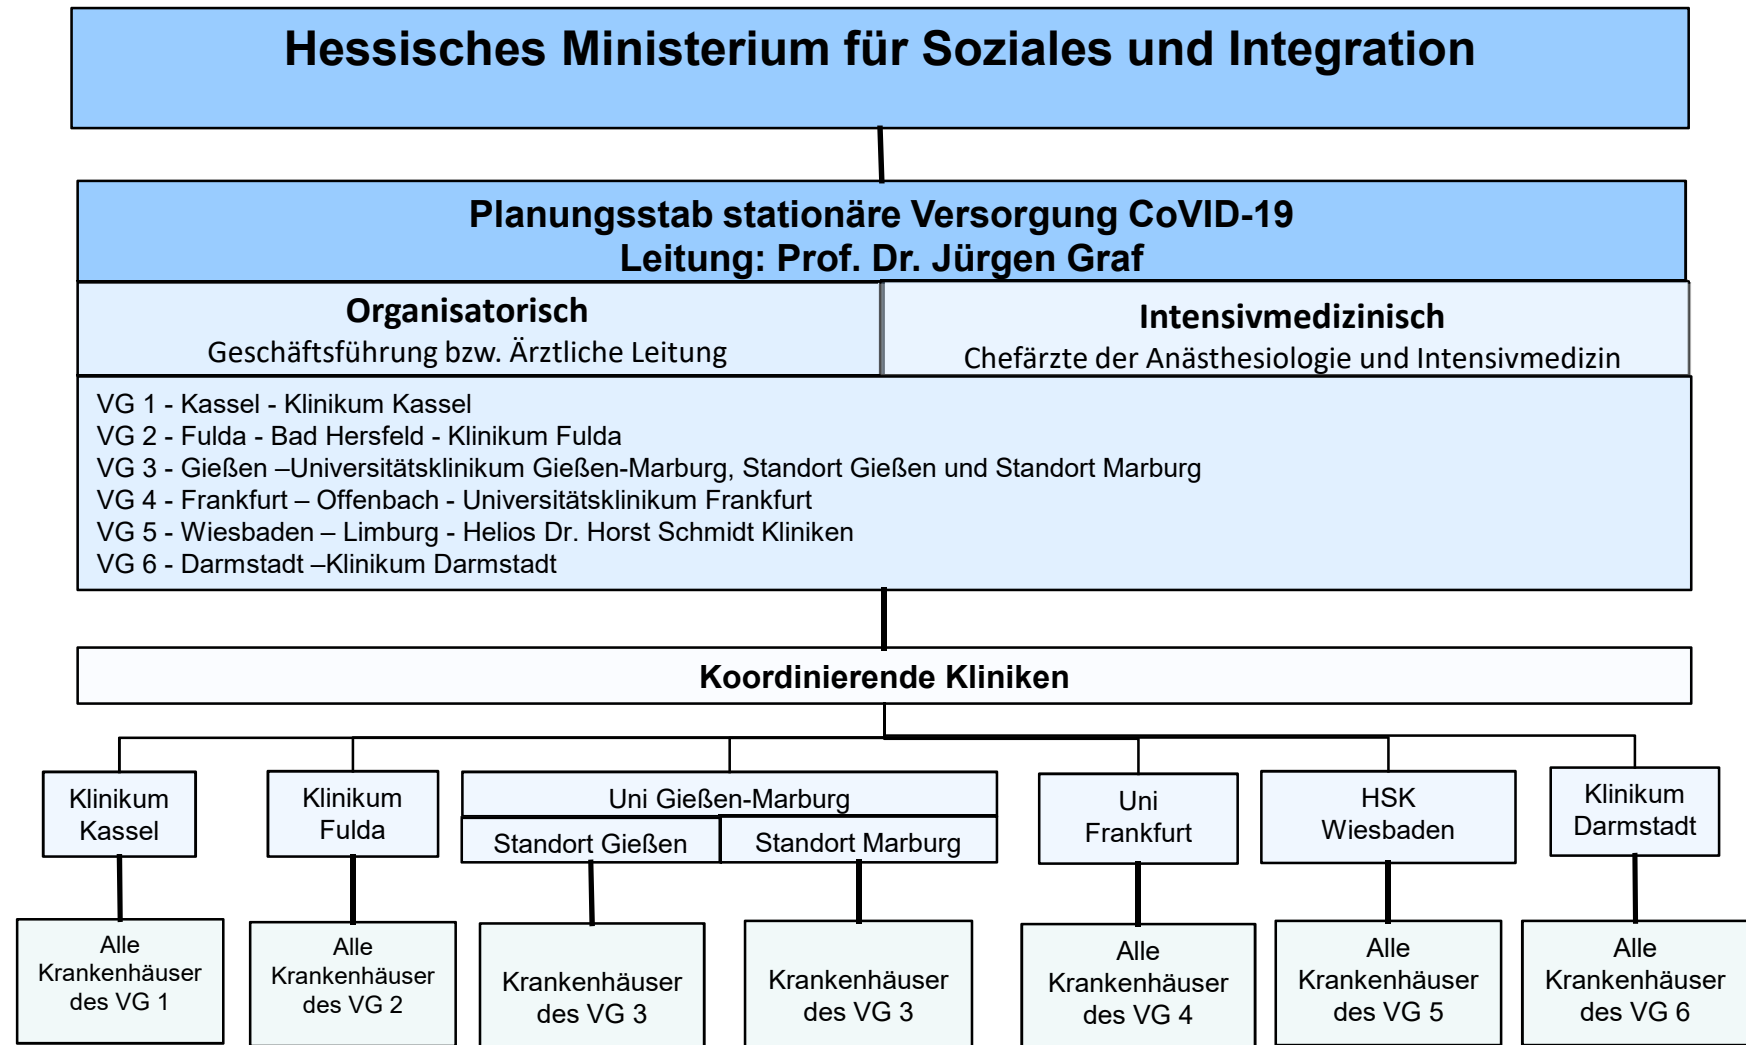 Hessisches Ministerium für Soziales und Integration
Planungsstab stationäre Versorgung CoVID-19
Leitung: Prof. Dr. Jürgen Graf
Organisatorisch
Geschäftsführung bzw. Ärztliche Leitung
Intensivmedizinisch
Chefärzte der Anästhesiologie und Intensivmedizin
VG 1 - Kassel - Klinikum Kassel
VG 2 - Fulda - Bad Hersfeld - Klinikum Fulda
VG 3 - Gießen –Universitätsklinikum Gießen-Marburg, Standort Gießen und Standort Marburg
VG 4 - Frankfurt – Offenbach - Universitätsklinikum Frankfurt
VG 5 - Wiesbaden – Limburg - Helios Dr. Horst Schmidt Kliniken
VG 6 - Darmstadt –Klinikum Darmstadt
Koordinierende Kliniken
Klinikum
Kassel
Klinikum
Fulda
Uni Gießen-Marburg
Standort Gießen
Standort Marburg
Uni
Frankfurt
HSK
Wiesbaden
Klinikum
Darmstadt
Alle
Krankenhäuser
des VG 1
Alle
Krankenhäuser
des VG 2
Krankenhäuser
des VG 3
Krankenhäuser
des VG 3
Alle
Krankenhäuser
des VG 4
Alle
Krankenhäuser
des VG 5
Alle
Krankenhäuser
des VG 6